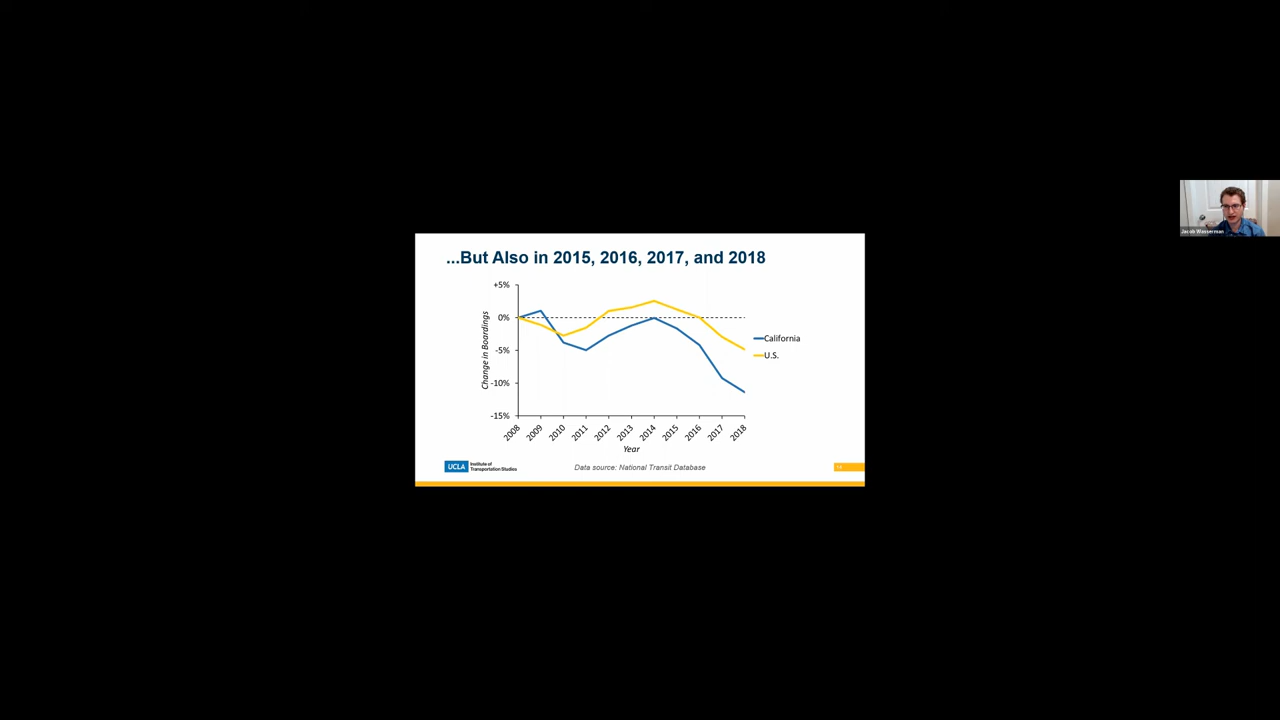 ...But Also in 2015, 2016, 2017, and 2018
+5%
0%
-5%
-10%
-15%
Change in Boardings
2008
2009
2010
2011
2012
2013
2014
2015
2016
2017
2018
Year
California
U.S.
UCLA
Institute of
Transportation Studies
Data source: National Transit Database
Jacob Wasserman